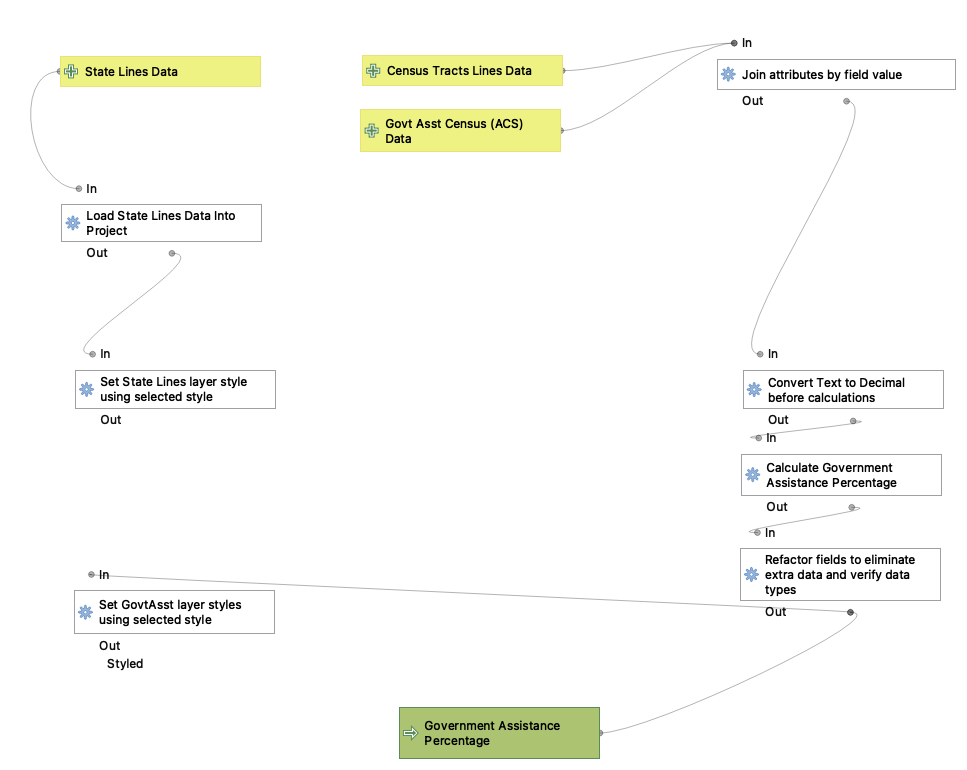 State Lines Data
Census Tracts Lines Data
Govt Asst Census (ACS)
Data
In
Join attributes by field value
Out
In
Load State Lines Data Into
Project
Out
In
Set State Lines layer style
using selected style
Out
In
Convert Text to Decimal
before calculations
Out
In
Calculate Government
Assistance Percentage
Out
In
Refactor fields to eliminate
extra data and verify data
types
Out
In
Set GovtAsst layer styles
using selected style
Out
Styled
Government Assistance
Percentage